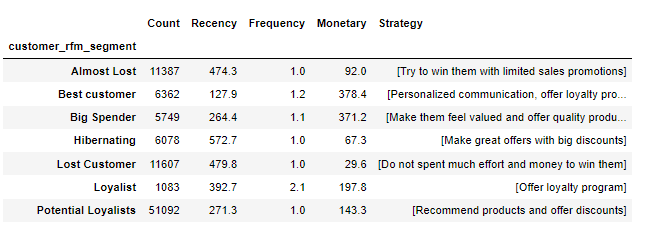 Count Recency Frequency Monetary Strategy
customer_rfm_segment
Almost Lost 11387 474.3 1.0 92.0 [Try to win them with limited sales promotions]
Best customer 6362 127.9 1.2 378.4 [Personalized communication, offer loyalty pro...
Big Spender 5749 264.4 1.1 371.2 [Make them feel valued and offer quality produ...
Hibernating 6078 572.7 1.0 67.3 [Make great offers with big discounts]
Lost Customer 11607 479.8 1.0 29.6 [Do not spent much effort and money to win them]
Loyalist 1083 392.7 2.1 197.8 [Offer loyalty program]
Potential Loyalists 51092 271.3 1.0 143.3 [Recommend products and offer discounts]